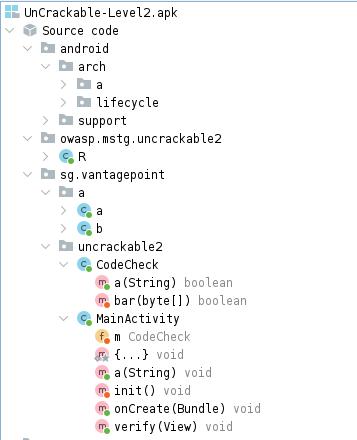 UnCrackable-Level2.apk
Source code
android
arch
a
lifecycle
support
owasp.mstg.uncrackable2
R
sg.vantagepoint
a
a
b
uncrackable2
CodeCheck
a(String) boolean
bar(byte[]) boolean
MainActivity
m CodeCheck
{...} void
a(String) void
init() void
onCreate(Bundle) void
verify(View) void